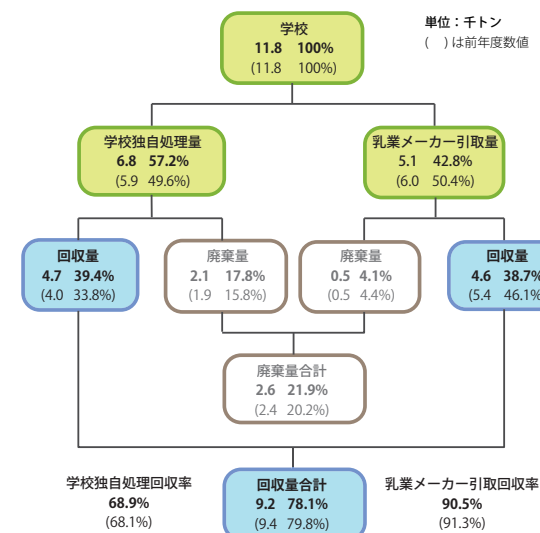 学校
11.8 100%
(11.8 100%)
単位：千トン
(　) は前年度数値
学校独自処理量
6.8 57.2%
(5.9 49.6%)
乳業メーカー引取量
5.1 42.8%
(6.0 50.4%)
回収量
4.7 39.4%
(4.0 33.8%)
廃棄量
2.1 17.8%
(1.9 15.8%)
廃棄量
0.5 4.1%
(0.5 4.4%)
回収量
4.6 38.7%
(5.4 46.1%)
廃棄量合計
2.6 21.9%
(2.4 20.2%)
学校独自処理回収率
68.9%
(68.1%)
回収量合計
9.2 78.1%
(9.4 79.8%)
乳業メーカー引取回収率
90.5%
(91.3%)